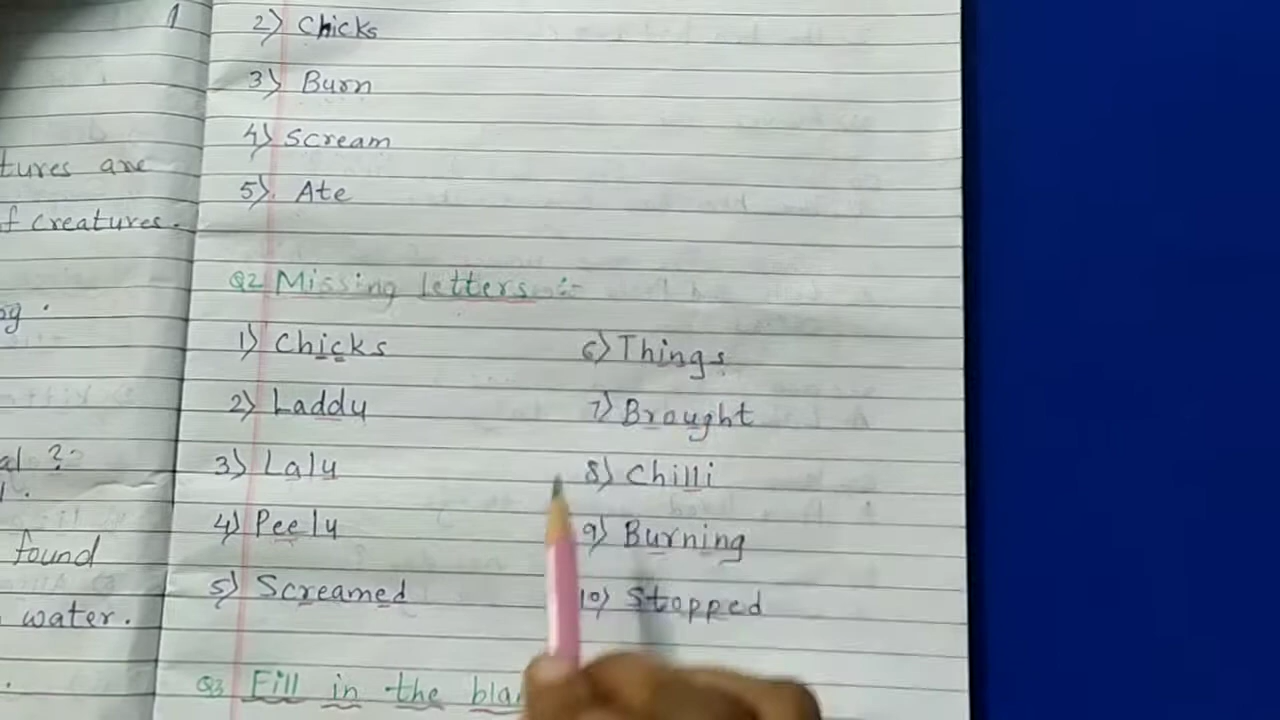 1
tures are
f creatures.
found
water.
2) Chicks
3) Burn
4) Scream
5) Ate
Q2 Missing letters :-
1) Chicks
2) Laddu
3) Lalu
4) Peelu
5) Screamed
6) Things
7) Brought
8) Chilli
9) Burning
10) Stopped
Q3 Fill in the bla